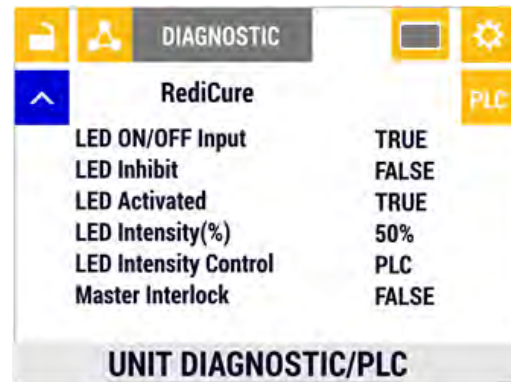 DIAGNOSTIC
RediCure
PLC
LED ON/OFF Input TRUE
LED Inhibit FALSE
LED Activated TRUE
LED Intensity(%) 50%
LED Intensity Control PLC
Master Interlock FALSE
UNIT DIAGNOSTIC/PLC